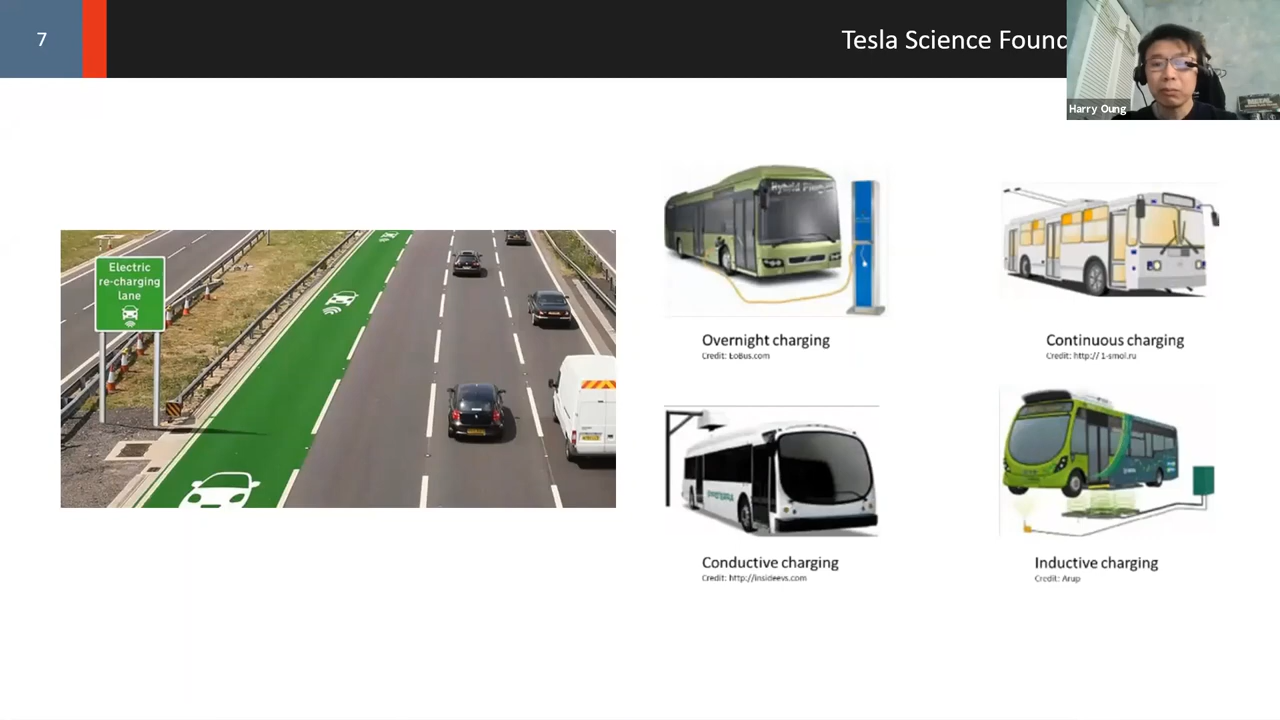 7
Tesla Science Found
Harry Oung
Electric
re-charging
lane
Hybrid
Overnight charging
Credit: LoBus.com
Continuous charging
Credit: http:// 1-smol.ru
Conductive charging
Credit: http://insideevs.com
Inductive charging
Credit: Arup